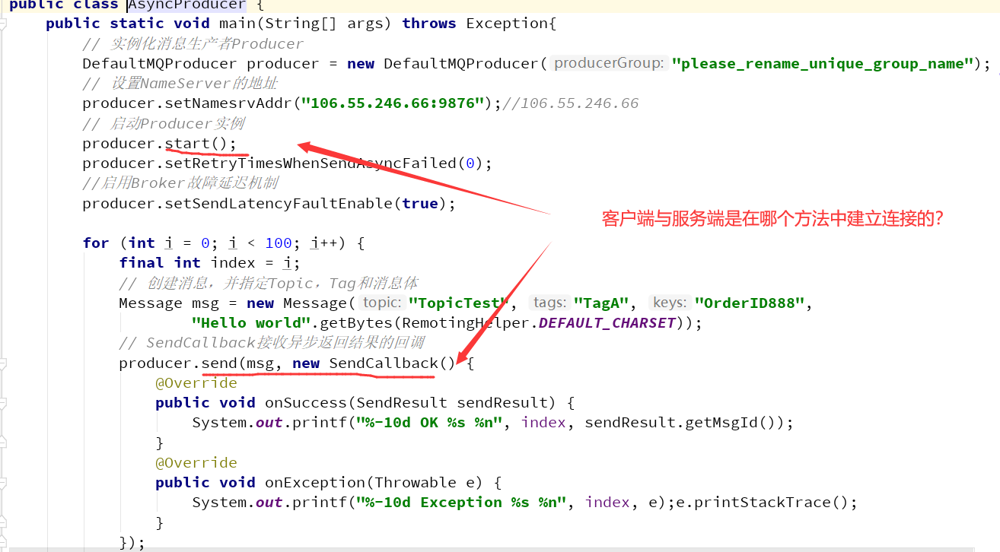 public class AsyncProducer {
public static void main(String[] args) throws Exception{
// 实例化消息生产者Producer
DefaultMQProducer producer = new DefaultMQProducer( producerGroup: "please_rename_unique_group_name");
// 设置NameServer的地址
producer.setNamesrvAddr("106.55.246.66:9876");//106.55.246.66
// 启动Producer实例
producer.start();
producer.setRetryTimesWhenSendAsyncFailed(0);
//启用Broker故障延迟机制
producer.setSendLatencyFaultEnable(true);
客户端与服务端是在哪个方法中建立连接的?
for (int i = 0; i < 100; i++) {
final int index = i;
// 创建消息，并指定Topic，Tag和消息体
Message msg = new Message( topic: "TopicTest", tags: "TagA", keys: "OrderID888",
"Hello world".getBytes(RemotingHelper.DEFAULT_CHARSET));
// SendCallback接收异步返回结果的回调
producer.send(msg, new SendCallback() {
@Override
public void onSuccess(SendResult sendResult) {
System.out.printf("%-10d OK %s %n", index, sendResult.getMsgId());
}
@Override
public void onException(Throwable e) {
System.out.printf("%-10d Exception %s %n", index, e);e.printStackTrace();
}
});